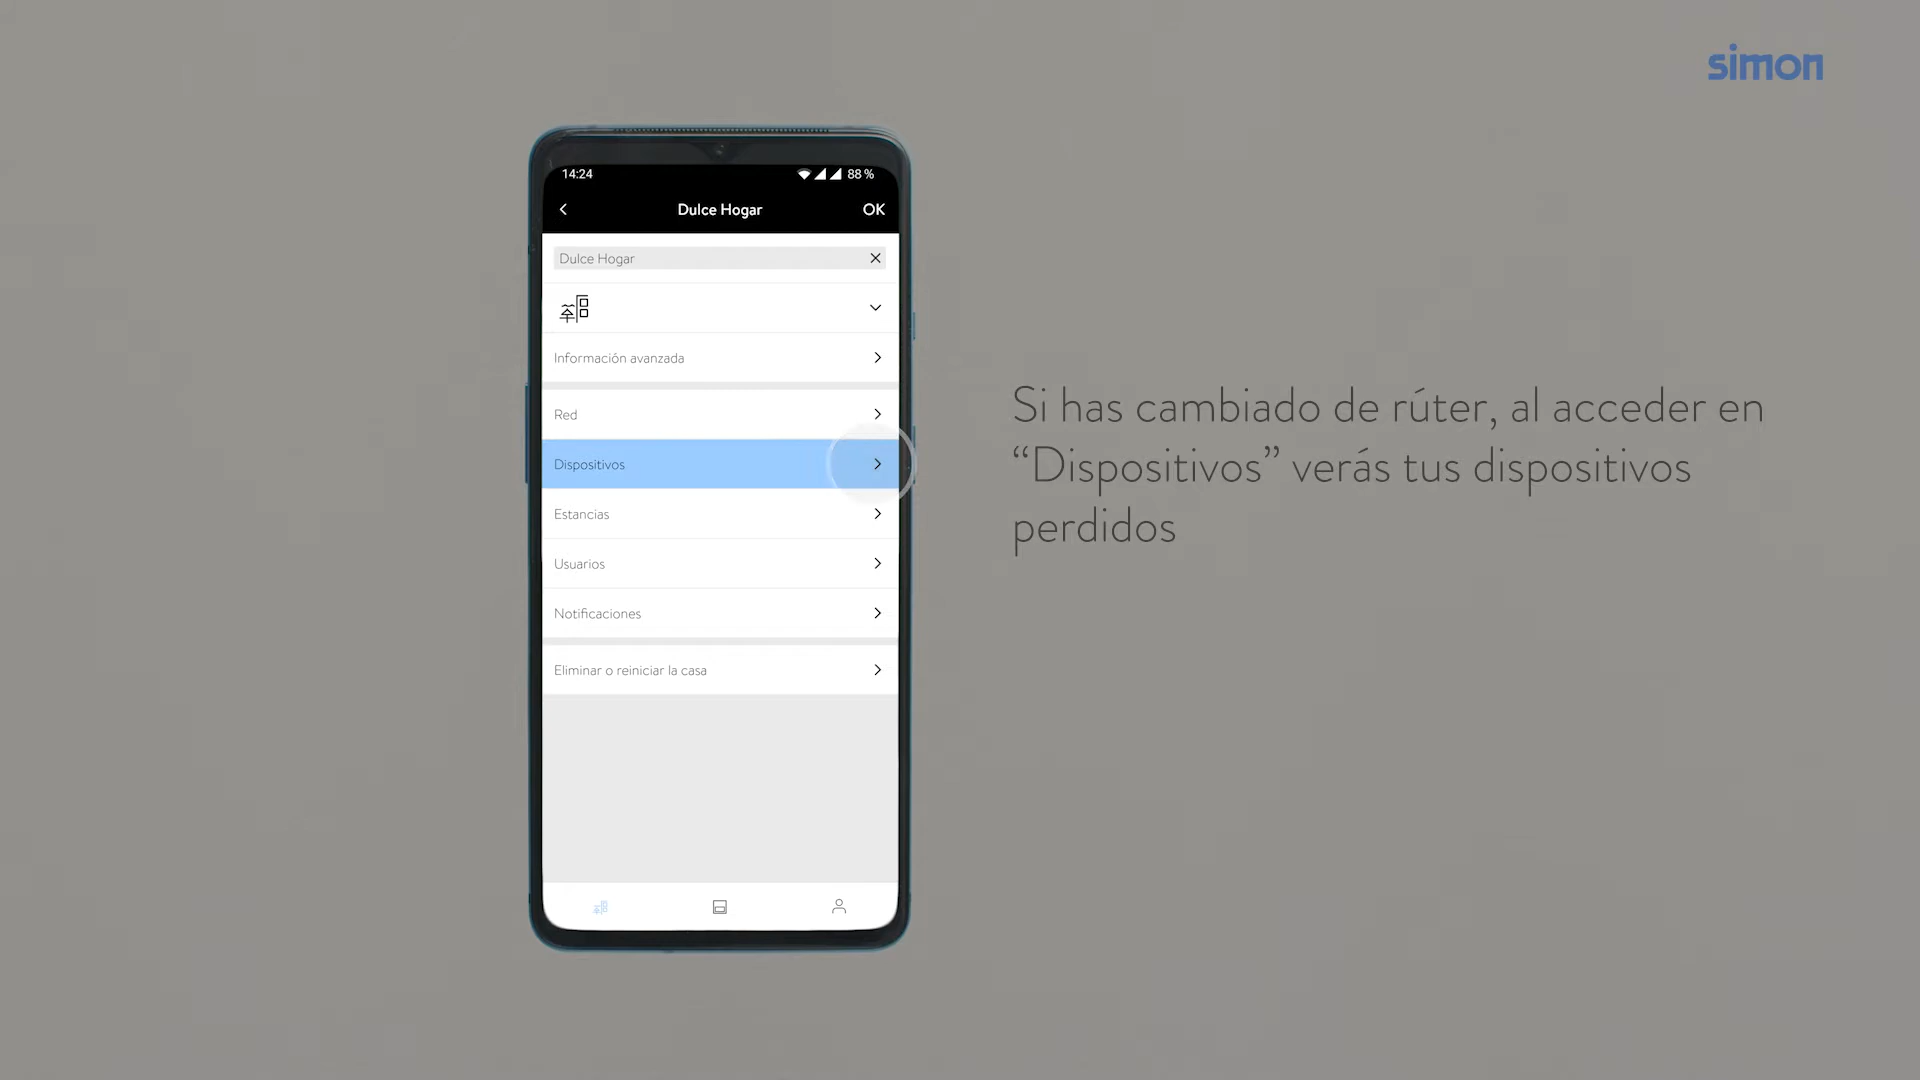 simon
14:24
88 %
Dulce Hogar
OK
Dulce Hogar
Información avanzada
Red
Dispositivos
Estancias
Usuarios
Notificaciones
Eliminar o reiniciar la casa
Si has cambiado de rúter, al acceder en
“Dispositivos” verás tus dispositivos
perdidos